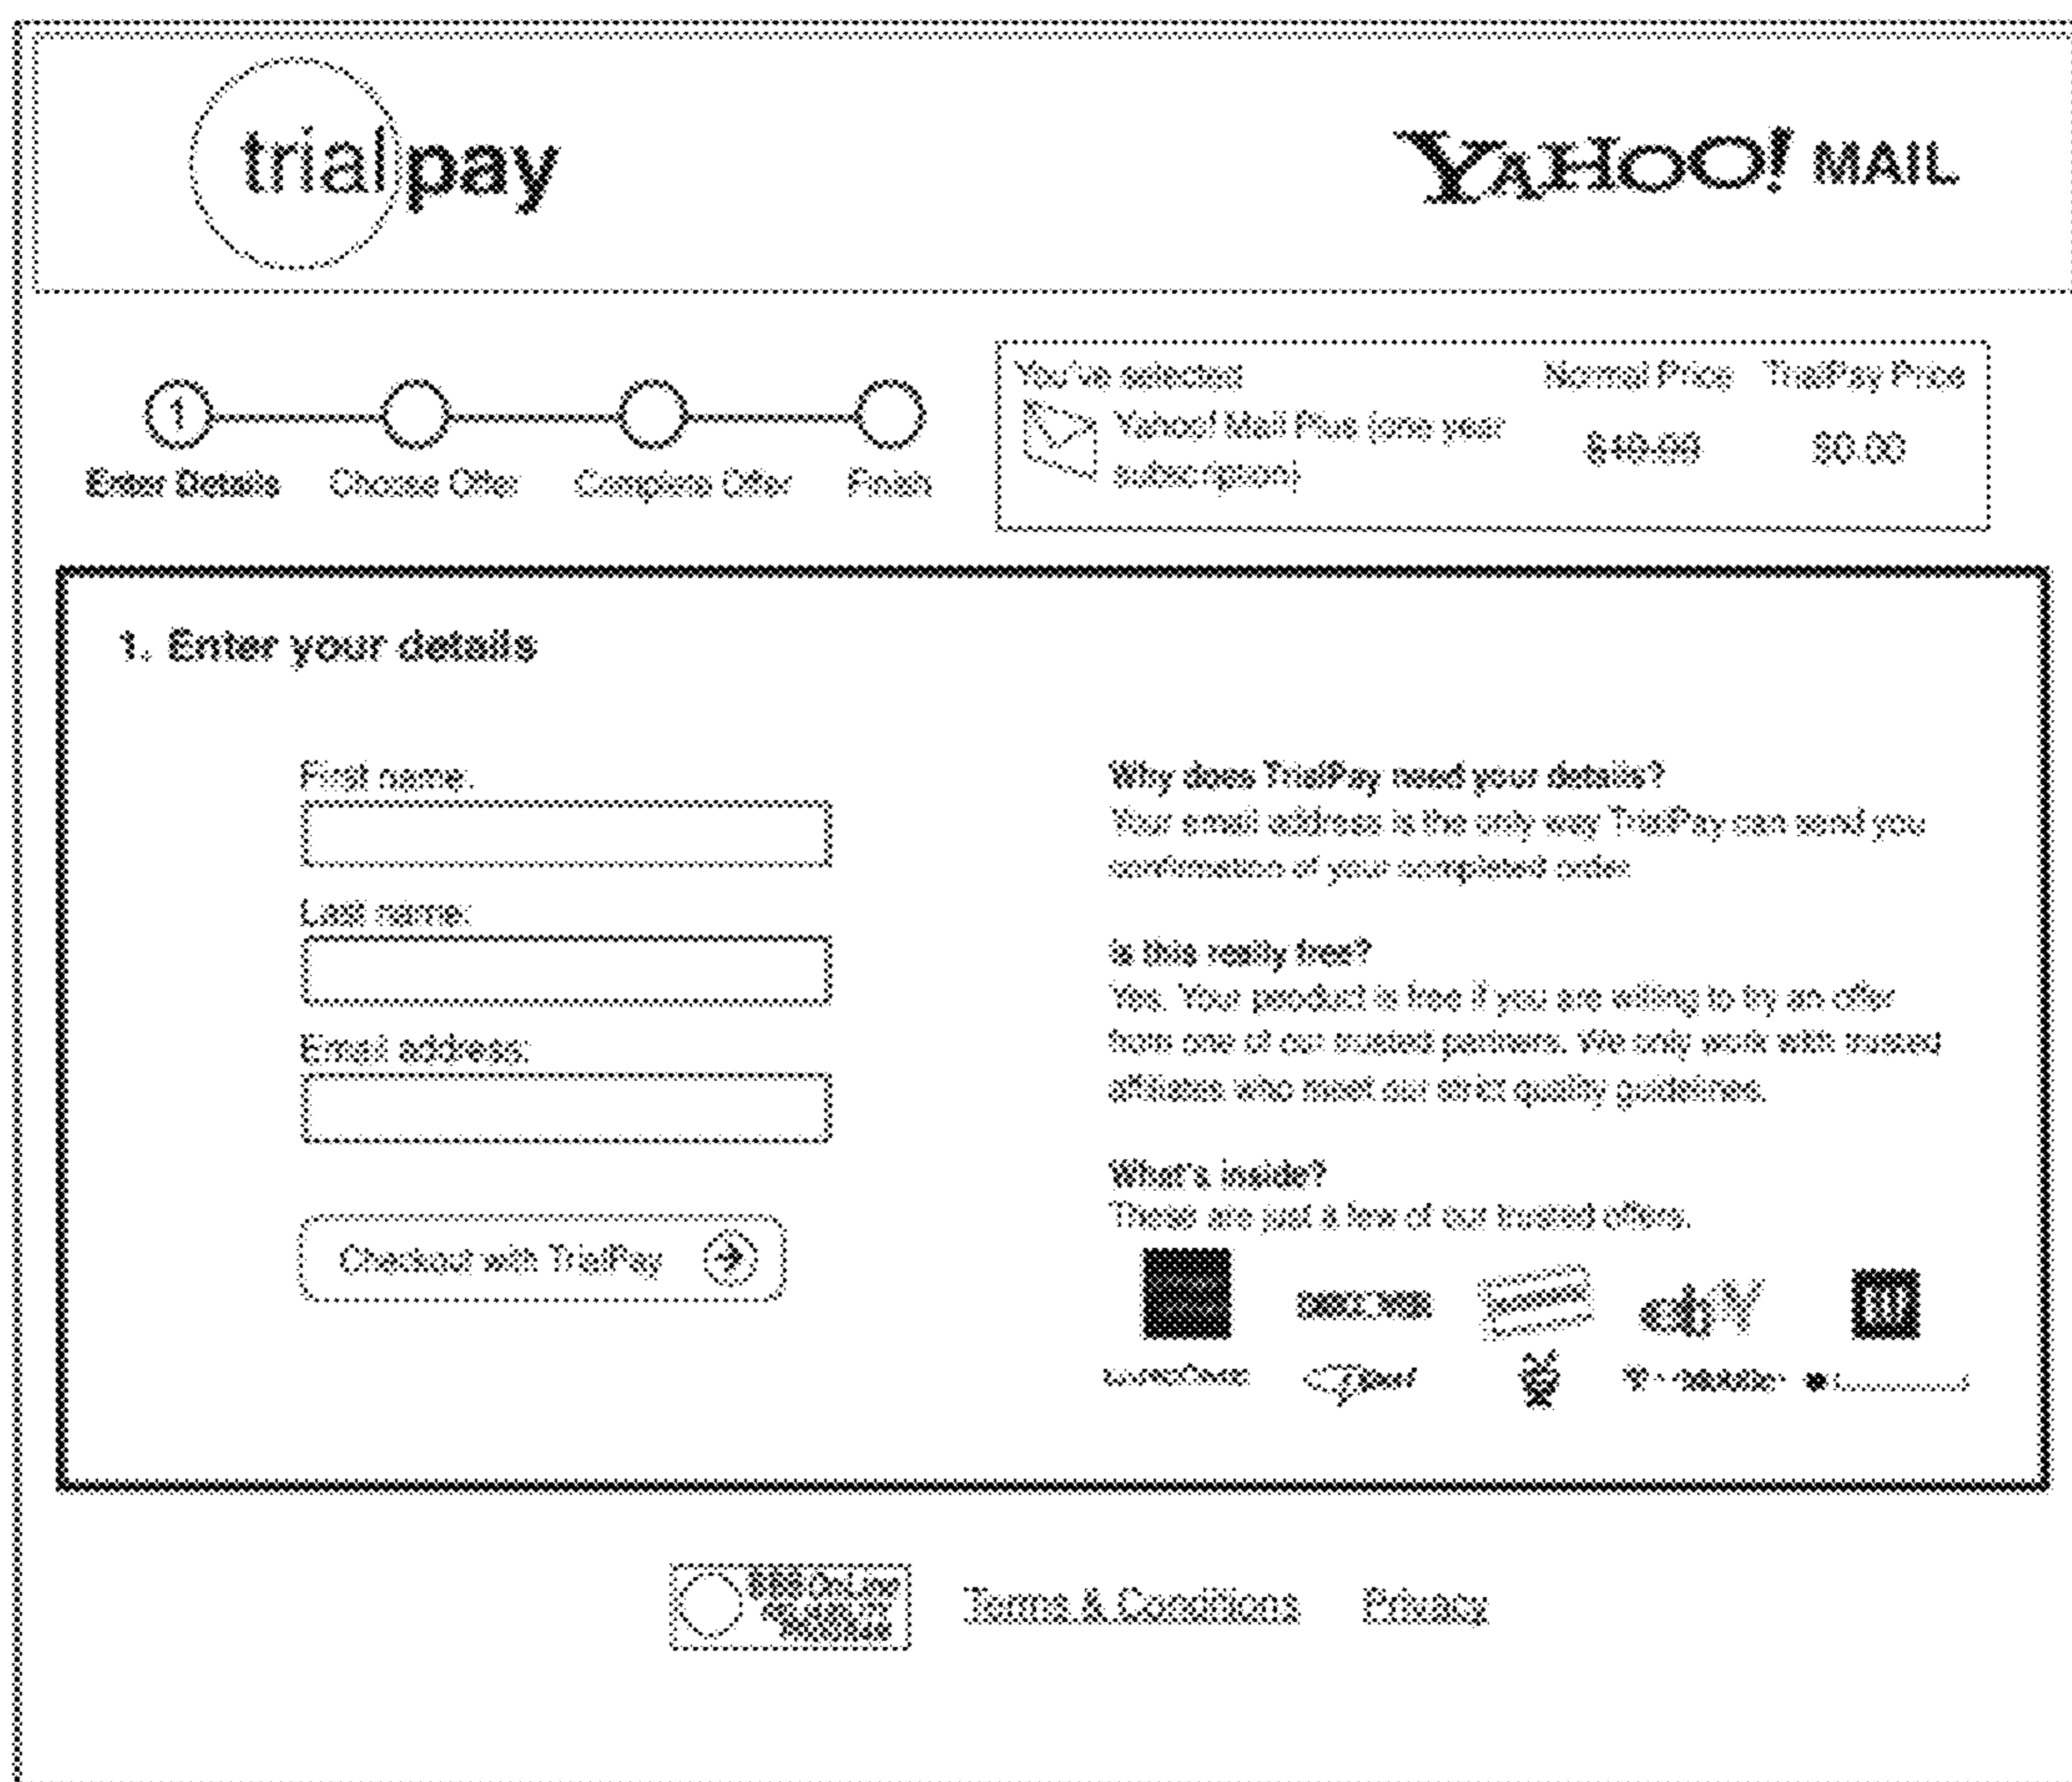 trialpay
YAHOO! MAIL
1
Enter Details
Choose Offer
Complete Offer
Finish
You've selected
Normal Price
TrialPay Price
Yahoo! Mail Plus (one year
subscription)
$0.00
1. Enter your details
First name:
Last name:
Email address:
Checkout with TrialPay
Why does TrialPay need your details?
Your email address is the only way TrialPay can send you
confirmation of your completed order.
Is this really free?
Yes. Your product is free if you are willing to try an offer
from one of our trusted partners. We only work with trusted
affiliates who meet our strict quality guidelines.
What's inside?
These are just a few of our trusted offers.
Terms & Conditions
Privacy